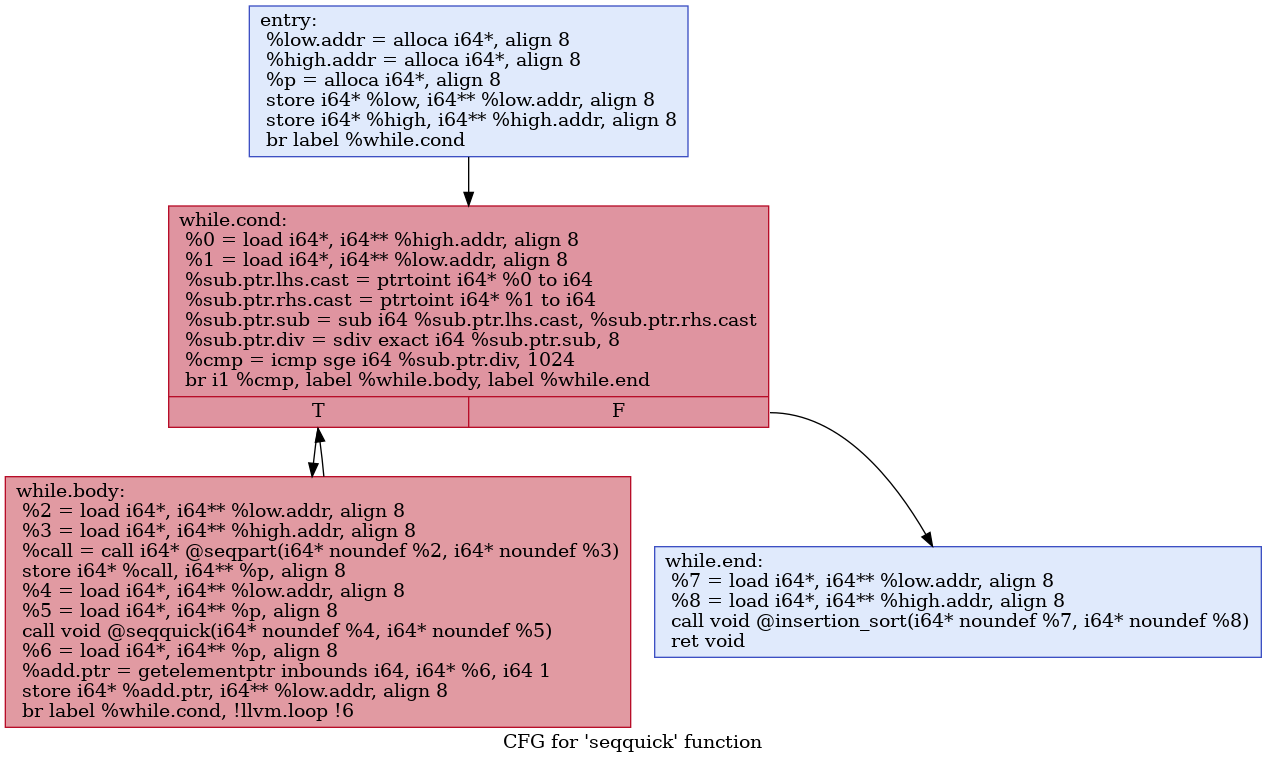 entry:
%low.addr = alloca i64*, align 8
%high.addr = alloca i64*, align 8
%p = alloca i64*, align 8
store i64* %low, i64** %low.addr, align 8
store i64* %high, i64** %high.addr, align 8
br label %while.cond
while.cond:
%0 = load i64*, i64** %high.addr, align 8
%1 = load i64*, i64** %low.addr, align 8
%sub.ptr.lhs.cast = ptrtoint i64* %0 to i64
%sub.ptr.rhs.cast = ptrtoint i64* %1 to i64
%sub.ptr.sub = sub i64 %sub.ptr.lhs.cast, %sub.ptr.rhs.cast
%sub.ptr.div = sdiv exact i64 %sub.ptr.sub, 8
%cmp = icmp sge i64 %sub.ptr.div, 1024
br i1 %cmp, label %while.body, label %while.end
T F
while.body:
%2 = load i64*, i64** %low.addr, align 8
%3 = load i64*, i64** %high.addr, align 8
%call = call i64* @seqpart(i64* noundef %2, i64* noundef %3)
store i64* %call, i64** %p, align 8
%4 = load i64*, i64** %low.addr, align 8
%5 = load i64*, i64** %p, align 8
call void @seqquick(i64* noundef %4, i64* noundef %5)
%6 = load i64*, i64** %p, align 8
%add.ptr = getelementptr inbounds i64, i64* %6, i64 1
store i64* %add.ptr, i64** %low.addr, align 8
br label %while.cond, !llvm.loop !6
while.end:
%7 = load i64*, i64** %low.addr, align 8
%8 = load i64*, i64** %high.addr, align 8
call void @insertion_sort(i64* noundef %7, i64* noundef %8)
ret void
CFG for 'seqquick' function